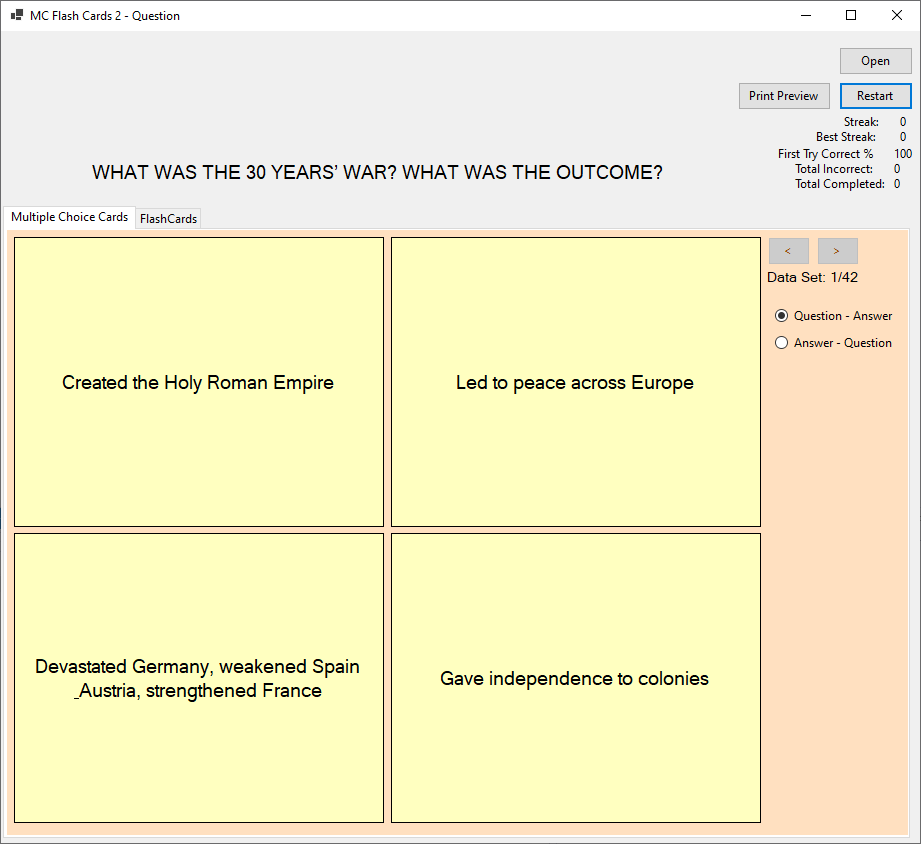 MC Flash Cards 2 - Question
Open
Print Preview
Restart
Streak: 0
Best Streak: 0
First Try Correct % 100
Total Incorrect: 0
Total Completed: 0
WHAT WAS THE 30 YEARS’ WAR? WHAT WAS THE OUTCOME?
Multiple Choice Cards
FlashCards
Created the Holy Roman Empire
Led to peace across Europe
< >
Data Set: 1/42
Question - Answer
Answer - Question
Devastated Germany, weakened Spain
_Austria, strengthened France
Gave independence to colonies